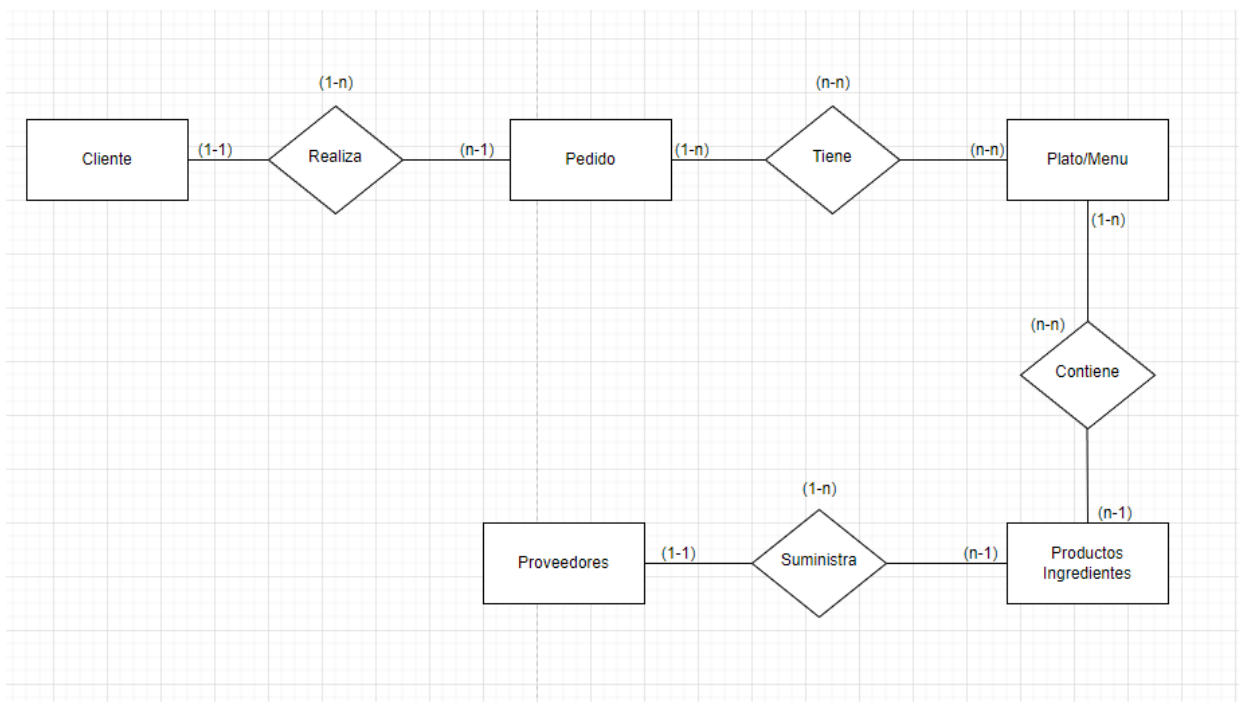 (1-n)
(n-n)
Cliente
(1-1)
Realiza
(n-1)
Pedido
(1-n)
Tiene
(n-n)
Plato/Menu
(1-n)
(n-n)
Contiene
(n-1)
(1-n)
Proveedores
(1-1)
Suministra
(n-1)
Productos
Ingredientes